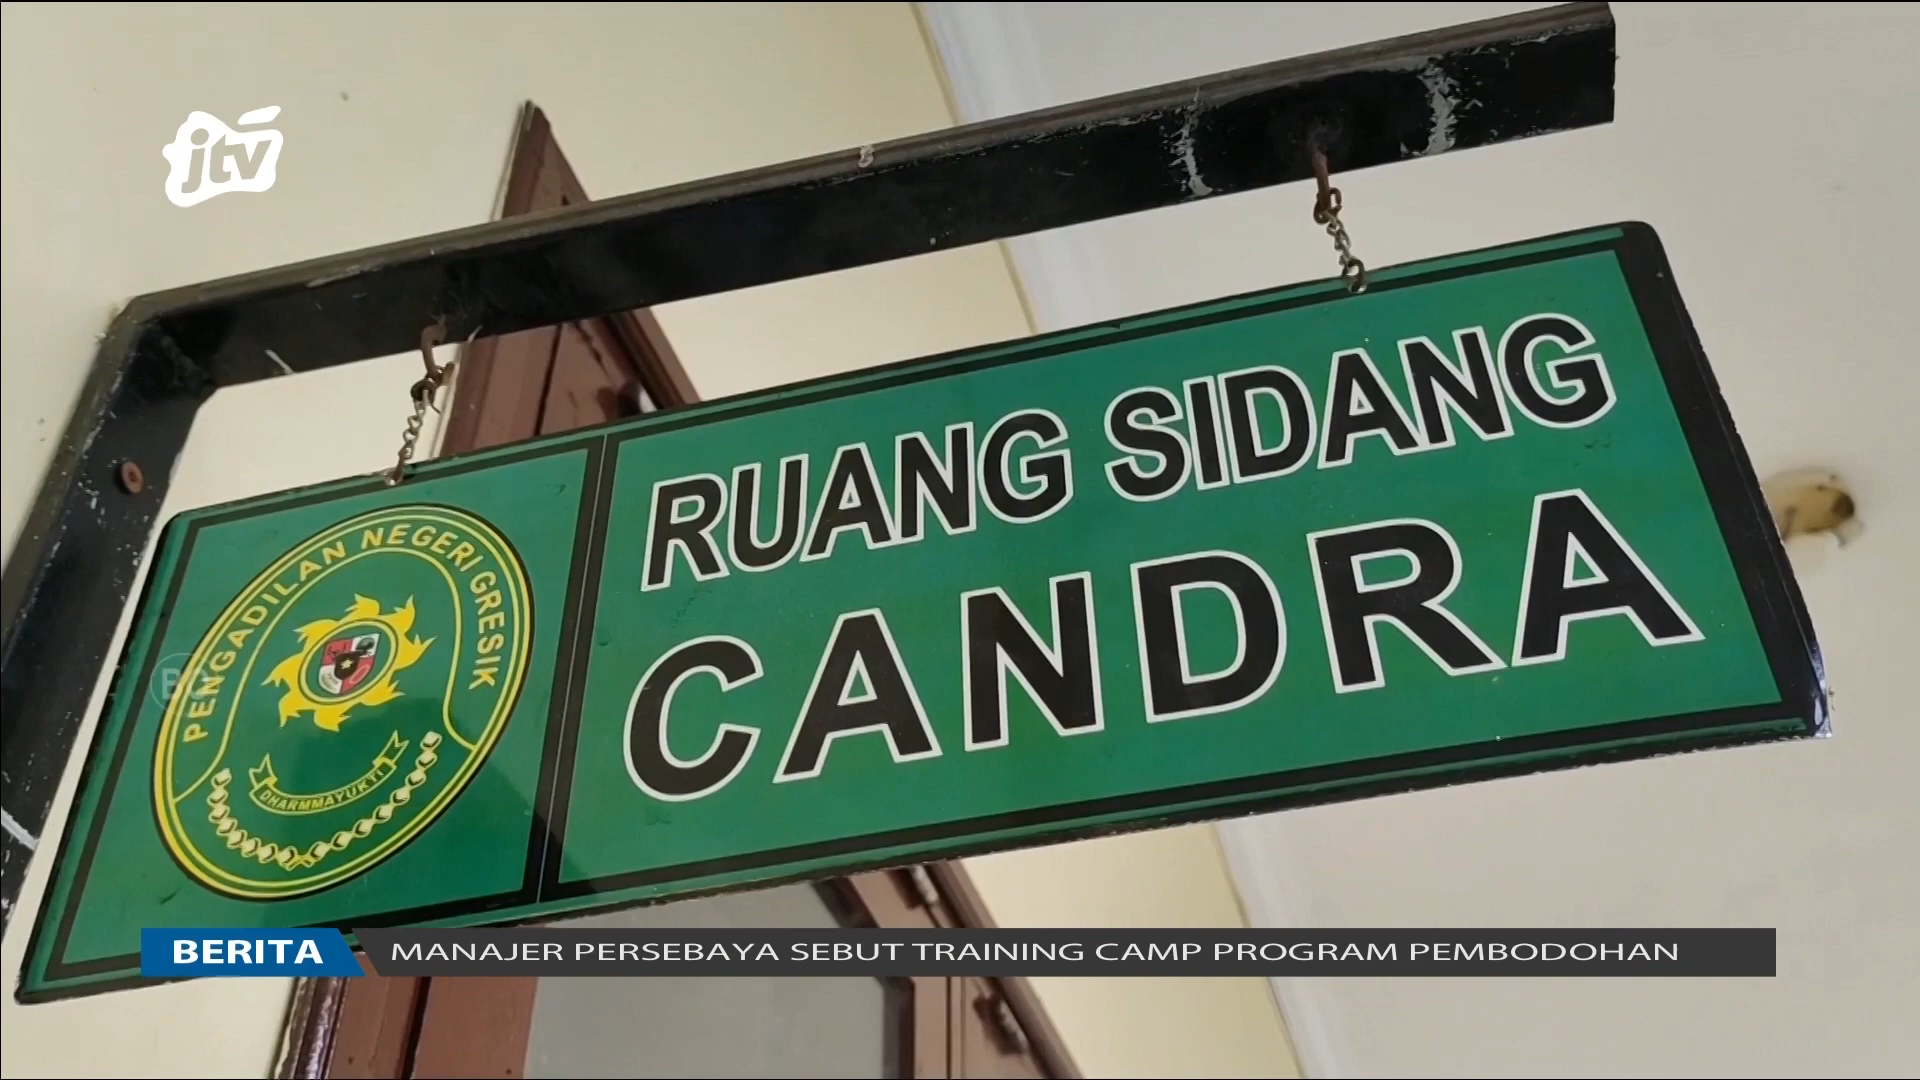 jtv
RUANG SIDANG
CANDRA
PENGADILAN NEGERI GRESIK
DHARMMAYUKTI
BERITA
MANAJER PERSEBAYA SEBUT TRAINING CAMP PROGRAM PEMBODOHAN